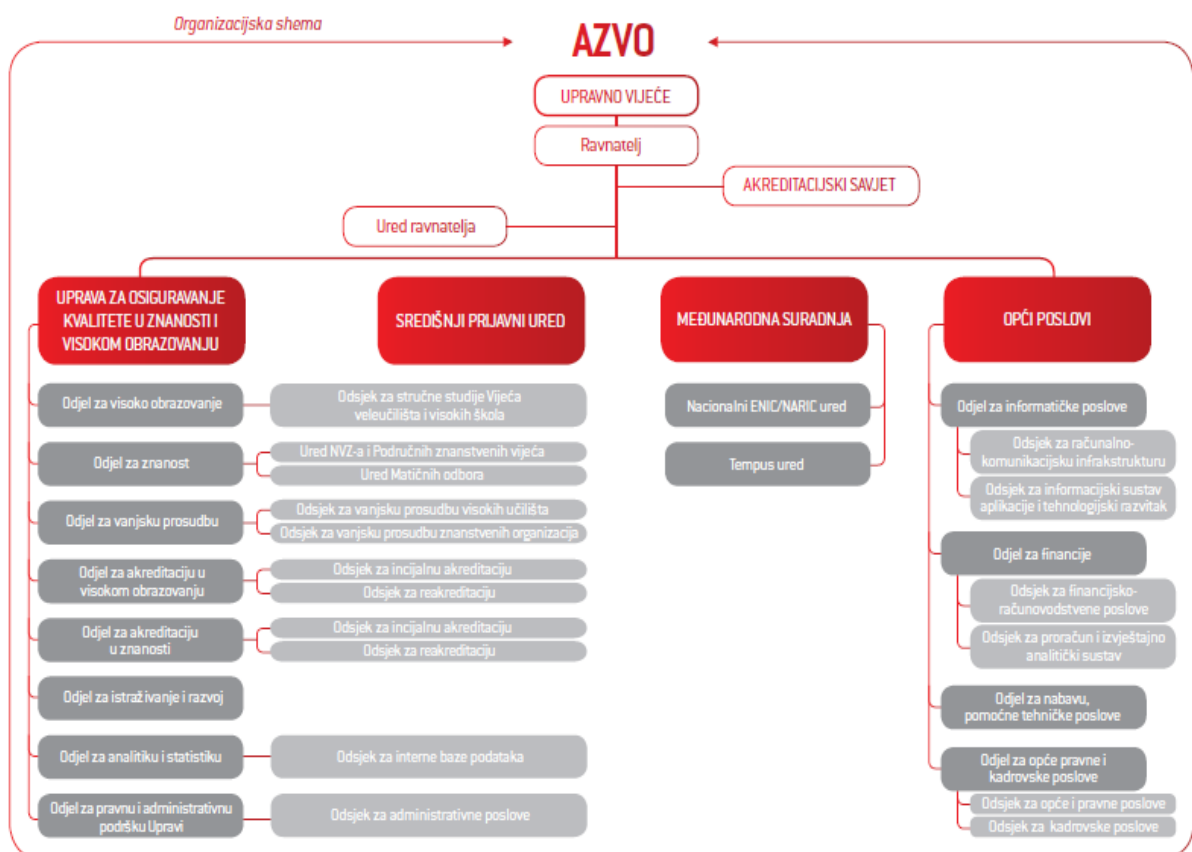 Organizacijska shema
AZVO
UPRAVNO VIJEĆE
Ravnatelj
AKREDITACIJSKI SAVJET
Ured ravnatelja
UPRAVA ZA OSIGURAVANJE
KVALITETE U ZNANOSTI I
VISOKOM OBRAZOVANJU
SREDIŠNJI PRIJAVNI URED
MEĐUNARODNA SURADNJA
OPĆI POSLOVI
Odjel za visoko obrazovanje
Odsjek za stručne studije Vijeća
veleučilišta i visokih škola
Odjel za znanost
Ured NVZ-a i Područnih znanstvenih vijeća
Ured Matičnih odbora
Odjel za vanjsku prosudbu
Odsjek za vanjsku prosudbu visokih učilišta
Odsjek za vanjsku prosudbu znanstvenih organizacija
Odjel za akreditaciju u
visokom obrazovanju
Odsjek za incijalnu akreditaciju
Odsjek za reakreditaciju
Odjel za akreditaciju
u znanosti
Odsjek za incijalnu akreditaciju
Odsjek za reakreditaciju
Odjel za istraživanje i razvoj
Odjel za analitiku i statistiku
Odsjek za interne baze podataka
Odjel za pravnu i administrativnu
podršku Upravi
Odsjek za administrativne poslove
Nacionalni ENIC/NARIC ured
Tempus ured
Odjel za informatičke poslove
Odsjek za računalno-
komunikacijsku infrakstrukturu
Odsjek za informacijski sustav
aplikacije i tehnologijski razvitak
Odjel za financije
Odsjek za financijsko-
računovodstvene poslove
Odsjek za proračun i izvještajno
analitički sustav
Odjel za nabavu,
pomoćne tehničke poslove
Odjel za opće pravne i
kadrovske poslove
Odsjek za opće i pravne poslove
Odsjek za kadrovske poslove